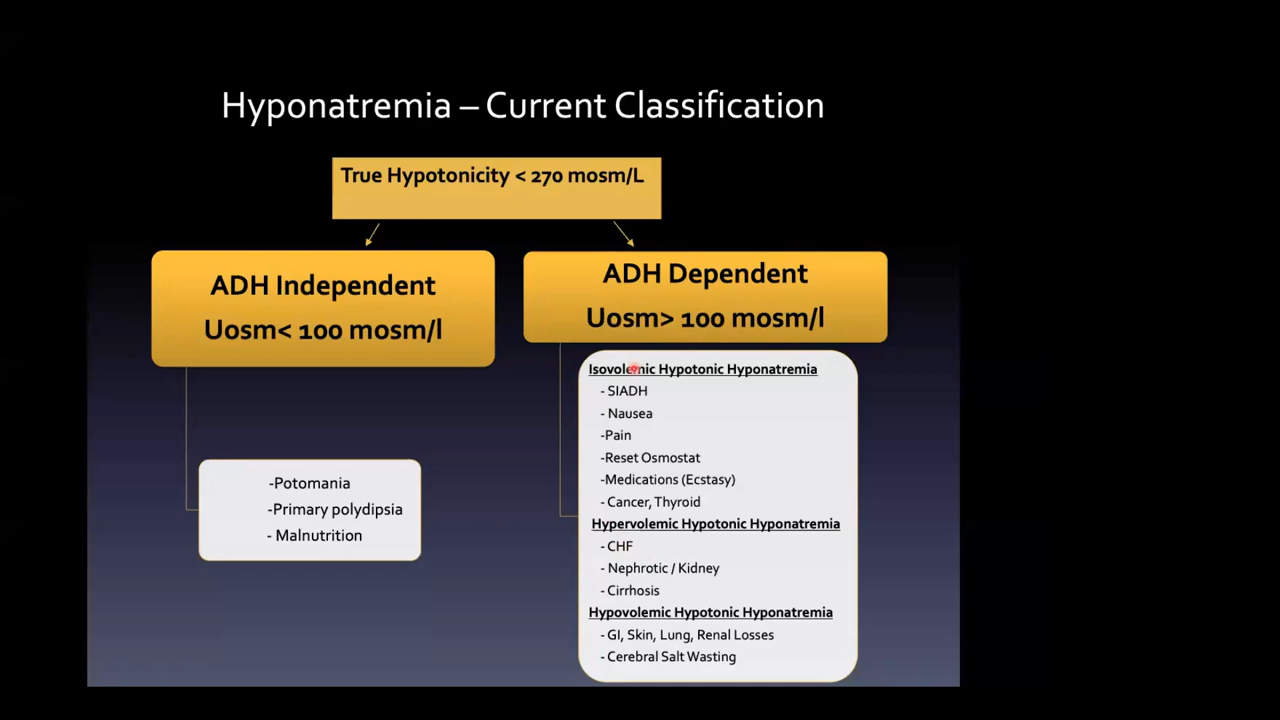 Hyponatremia – Current Classification
True Hypotonicity < 270 mosm/L
ADH Independent
Uosm< 100 mosm/l
-Potomania
-Primary polydipsia
- Malnutrition
ADH Dependent
Uosm> 100 mosm/l
Isovolemic Hypotonic Hyponatremia
- SIADH
- Nausea
-Pain
-Reset Osmostat
-Medications (Ecstasy)
- Cancer, Thyroid
Hypervolemic Hypotonic Hyponatremia
- CHF
- Nephrotic / Kidney
- Cirrhosis
Hypovolemic Hypotonic Hyponatremia
- GI, Skin, Lung, Renal Losses
- Cerebral Salt Wasting